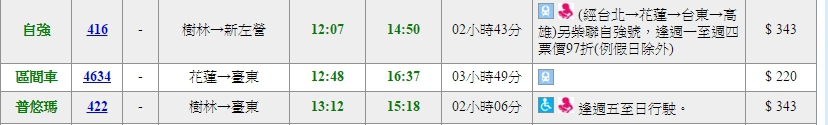 自強 416 - 樹林→新左營 12:07 14:50 02小時43分 (經台北→花蓮→台東→高
雄)另柴聯自強號，逢週一至週四
票價97折(例假日除外) $ 343
區間車 4634 - 花蓮→臺東 12:48 16:37 03小時49分 $ 220
普悠瑪 422 - 樹林→臺東 13:12 15:18 02小時06分 逢週五至日行駛。 $ 343